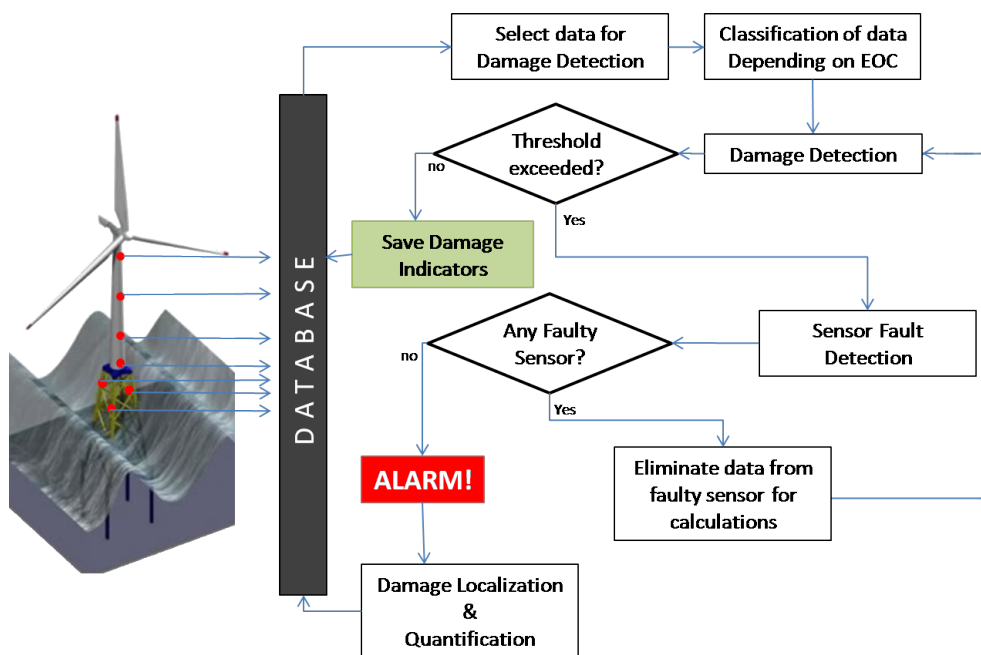 Select data for
Damage Detection
Classification of data
Depending on EOC
Threshold
exceeded?
Damage Detection
no
Yes
Save Damage
Indicators
DATABASE
Any Faulty
Sensor?
Sensor Fault
Detection
no
Yes
ALARM!
Eliminate data from
faulty sensor for
calculations
Damage Localization
&
Quantification